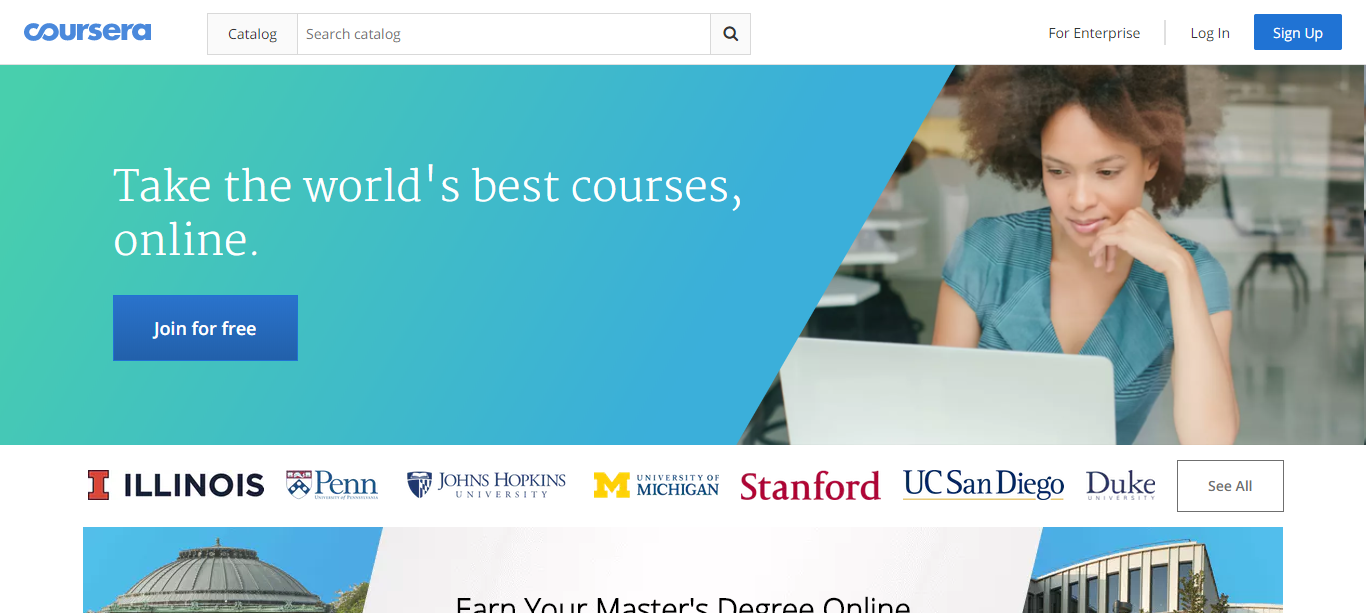 coursera
Catalog
Search catalog
For Enterprise
Log In
Sign Up
Take the world's best courses,
online.
Join for free
I ILLINOIS
Penn
UNIVERSITY OF PENNSYLVANIA
JOHNS HOPKINS
UNIVERSITY
M UNIVERSITY OF
MICHIGAN
Stanford
UC San Diego
Duke
UNIVERSITY
See All
Earn Your Master's Degree Online